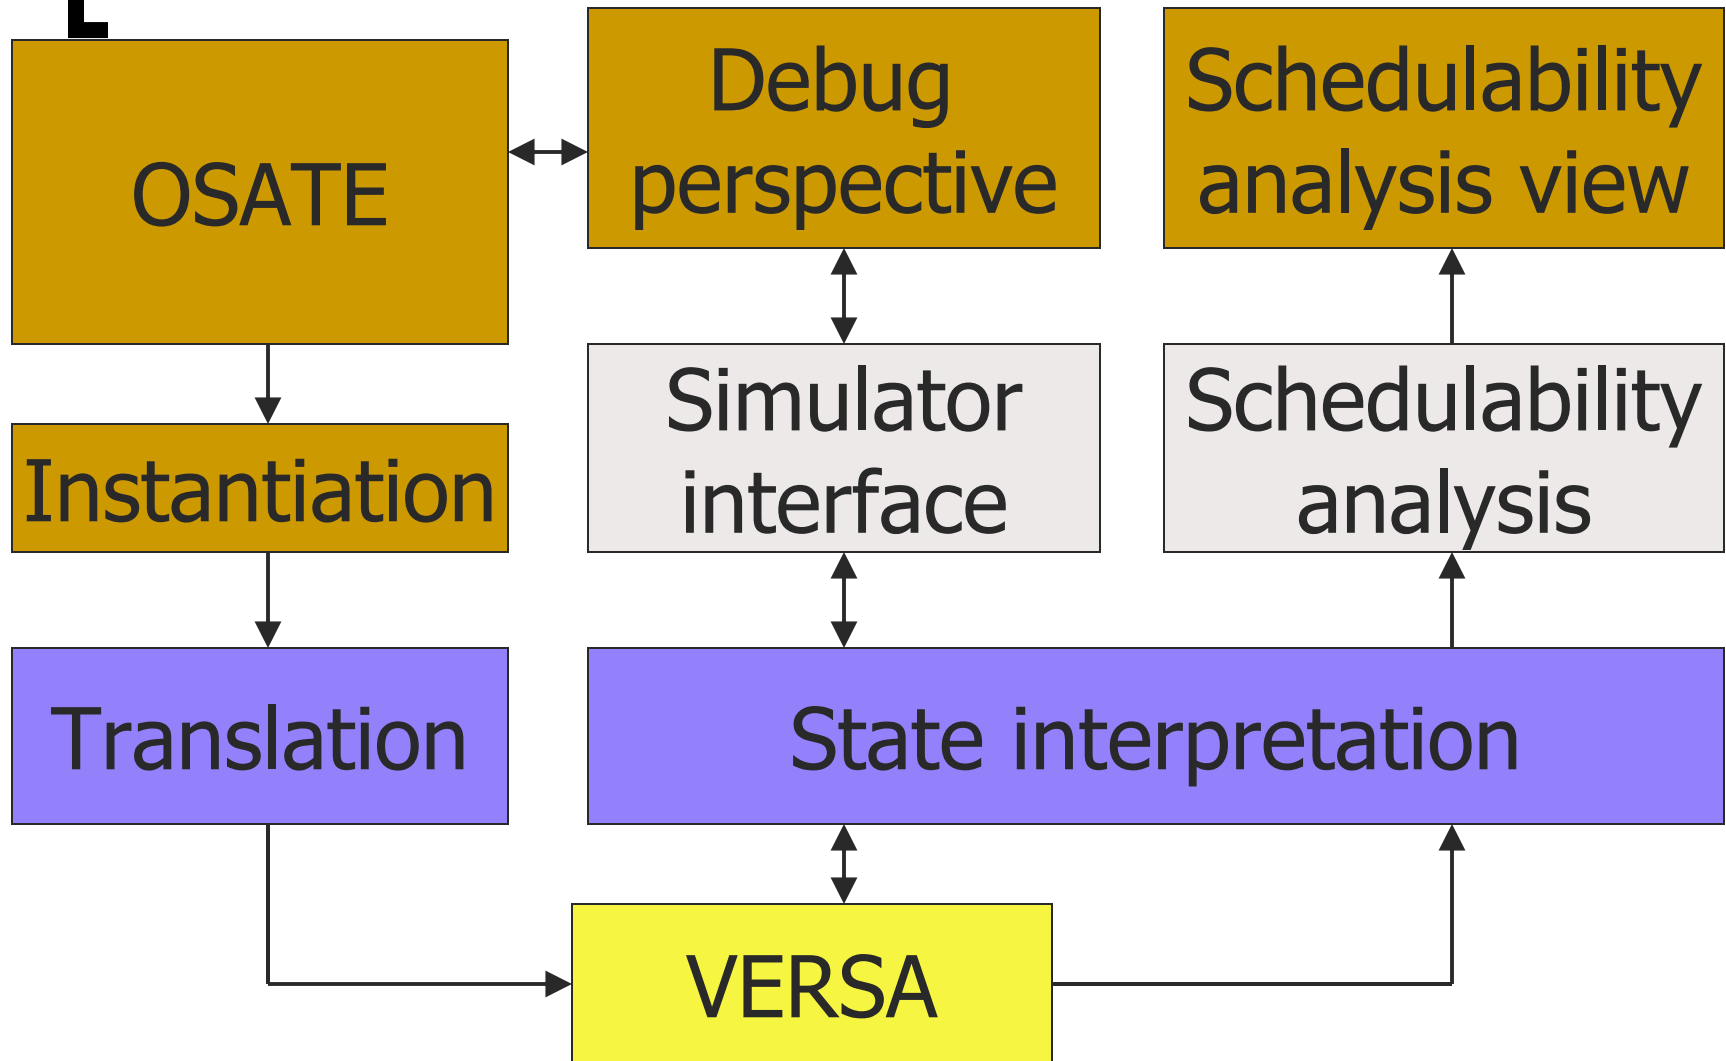 OSATE
Debug
perspective
Schedulability
analysis view
Instantiation
Simulator
interface
Schedulability
analysis
Translation
State interpretation
VERSA